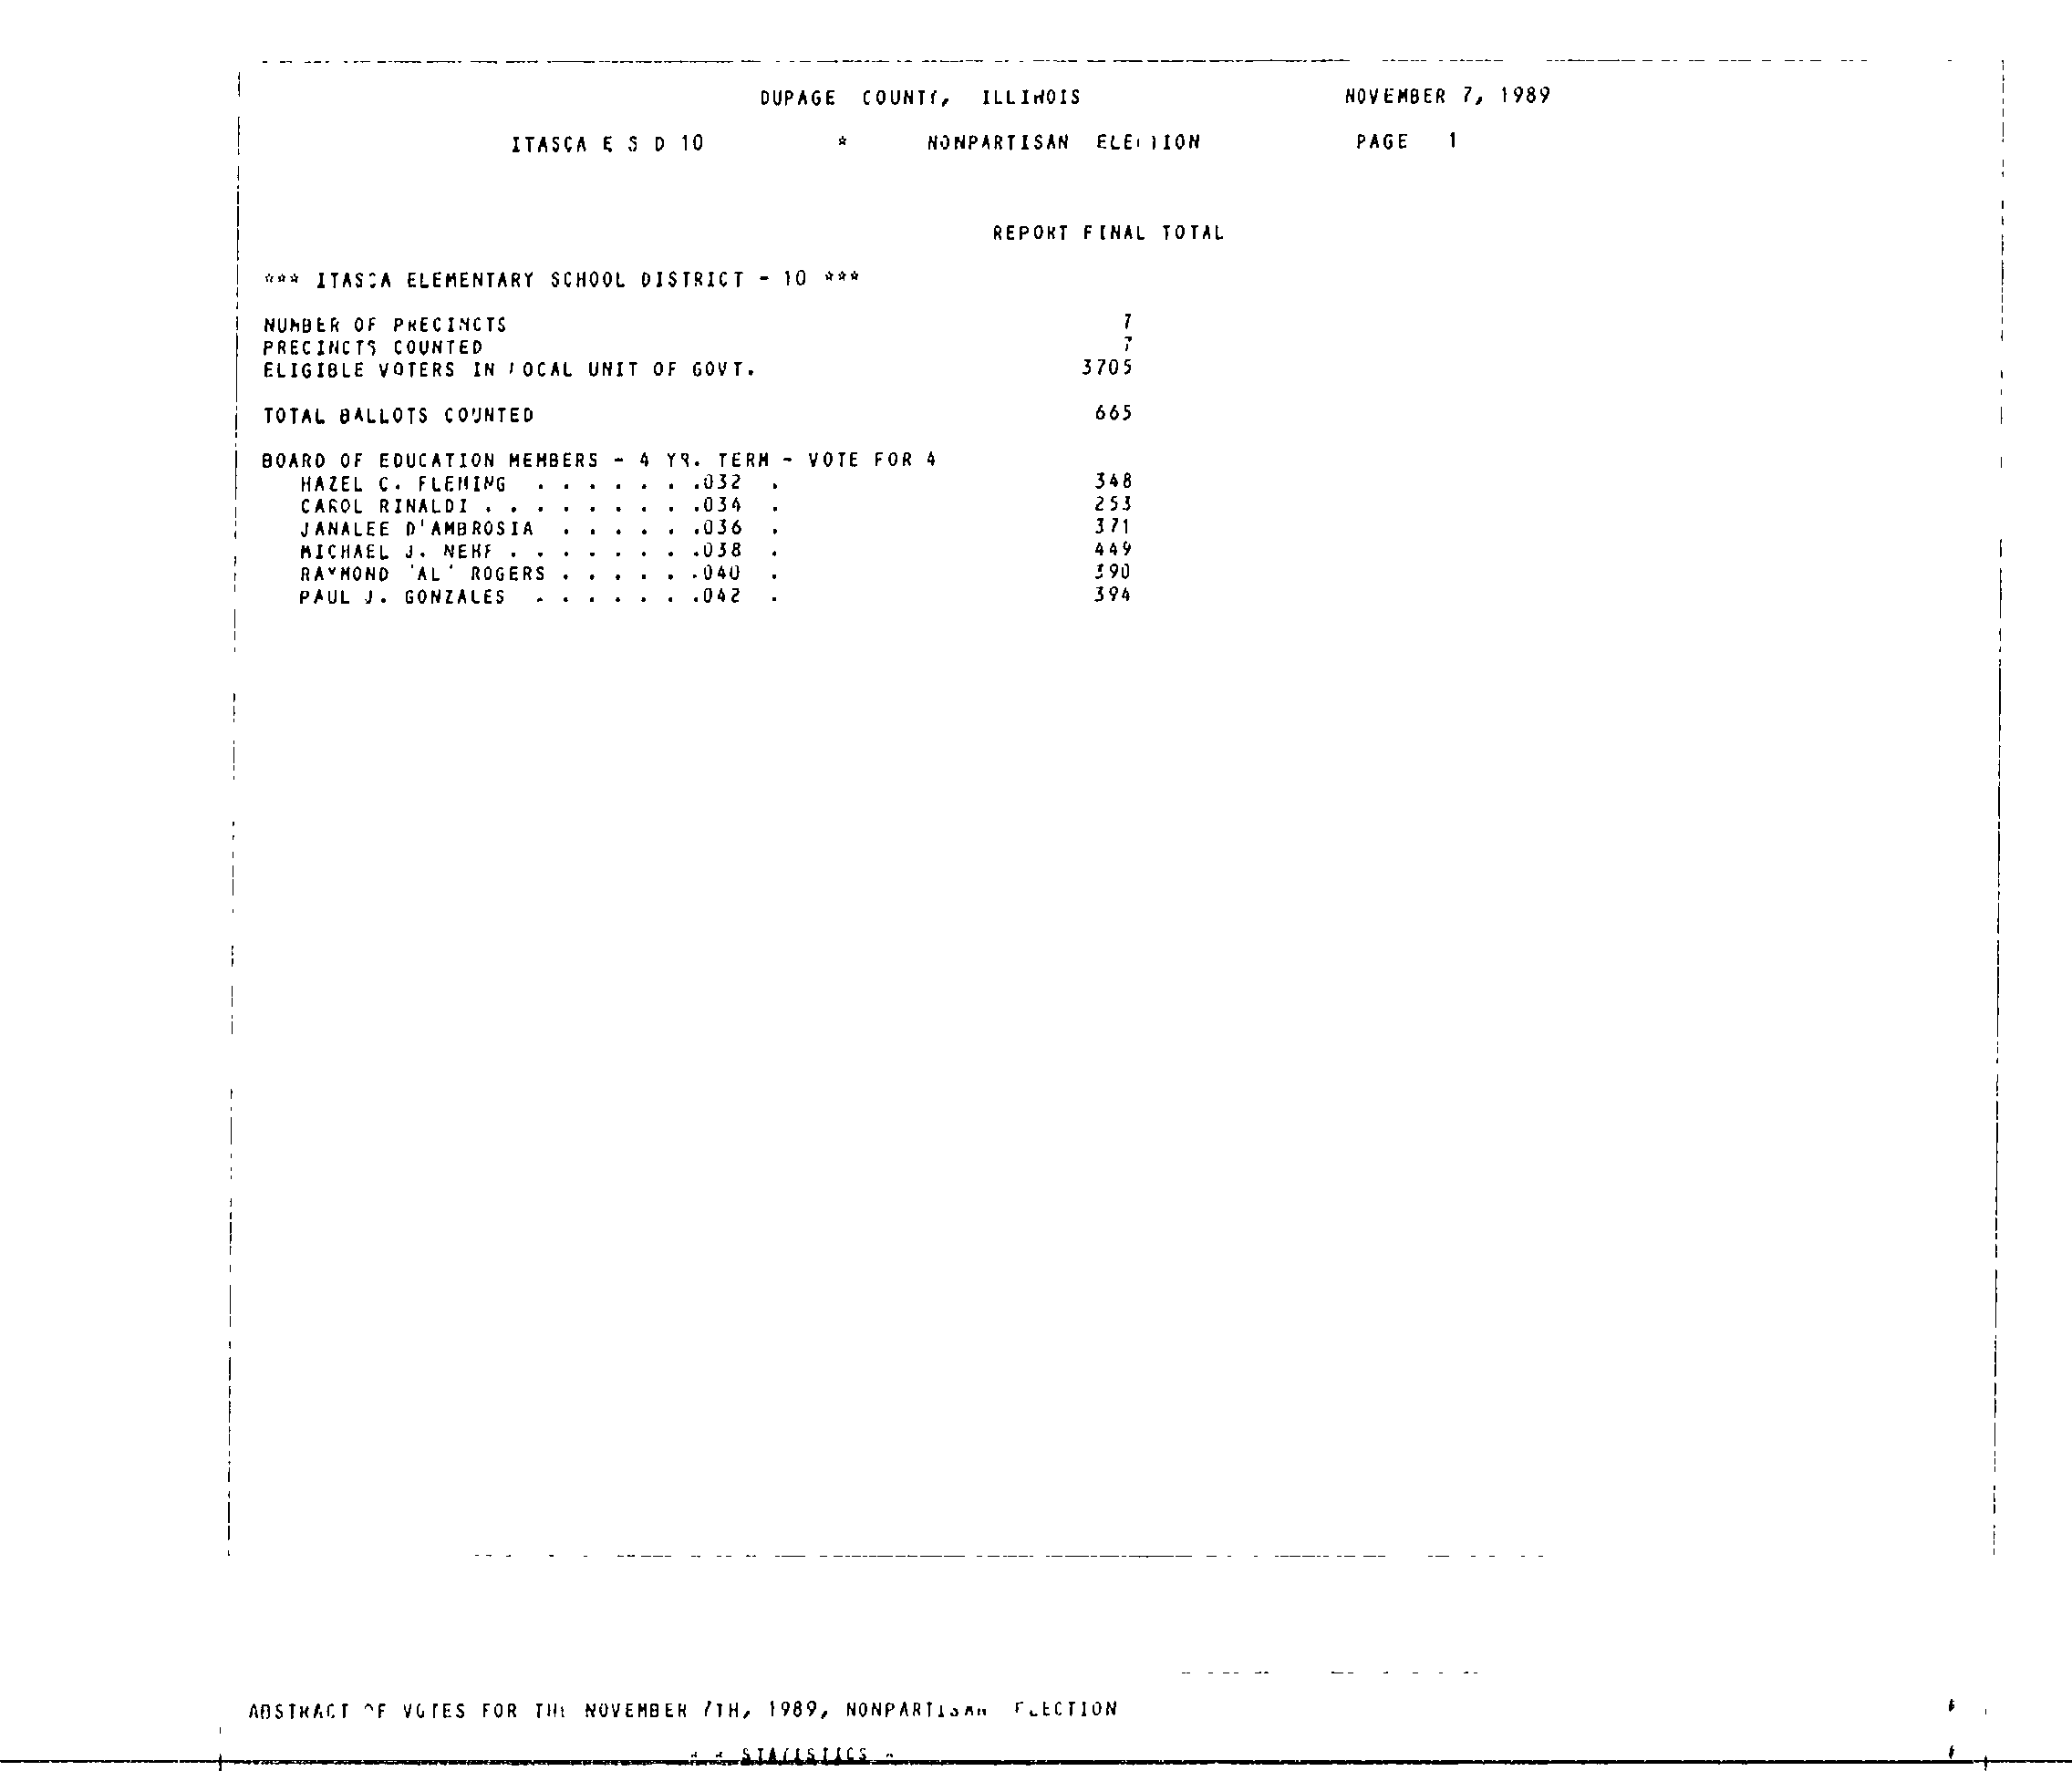 DUPAGE COUNTY, ILLINOIS NOVEMBER 7, 1989
ITASCA E S D 10 * NONPARTISAN ELECTION PAGE 1
REPORT FINAL TOTAL
*** ITASCA ELEMENTARY SCHOOL DISTRICT - 10 ***
NUMBER OF PRECINCTS 7
PRECINCTS COUNTED 7
ELIGIBLE VOTERS IN LOCAL UNIT OF GOVT. 3705
TOTAL BALLOTS COUNTED 665
BOARD OF EDUCATION MEMBERS - 4 YR. TERM - VOTE FOR 4
HAZEL C. FLEMING . . . . . . .032 . 348
CAROL RINALDI . . . . . . . . .034 . 253
JANALEE D'AMBROSIA . . . . . .036 . 371
MICHAEL J. . . . . . . . .038 . 449
RAYMOND 'AL' ROGERS . . . . . .040 . 390
PAUL J. GONZALES . . . . . . .042 . 394
ABSTRACT OF VOTES FOR THE NOVEMBER 7TH, 1989, NONPARTISAN ELECTION
* * STATISTICS *